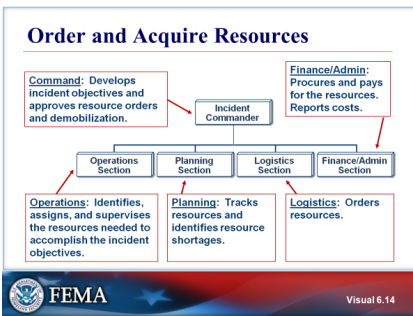 Order and Acquire Resources
Command: Develops
incident objectives and
approves resource orders
and demobilization.
Finance/Admin:
Procures and pays
for the resources.
Reports costs.
Incident
Commander
Operations
Section
Planning
Section
Logistics
Section
Finance/Admin
Section
Operations: Identifies,
assigns, and supervises
the resources needed to
accomplish the incident
objectives.
Planning: Tracks
resources and
identifies resource
shortages.
Logistics: Orders
resources.
FEMA
Visual 6.14